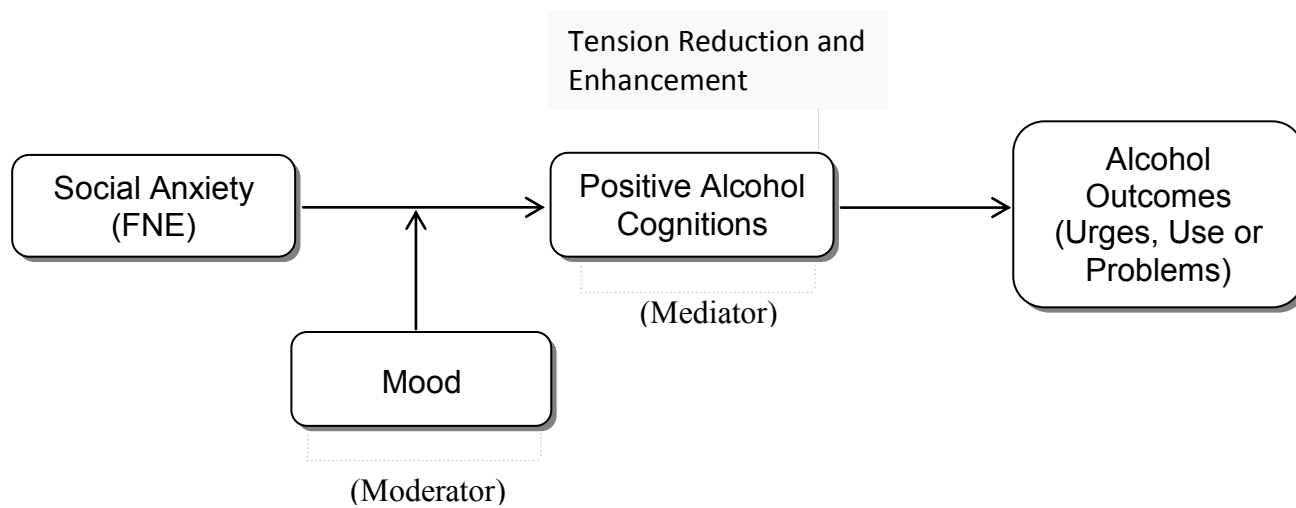 Tension Reduction and
Enhancement
Social Anxiety
(FNE)
Positive Alcohol
Cognitions
Alcohol
Outcomes
(Urges, Use or
Problems)
(Mediator)
Mood
(Moderator)